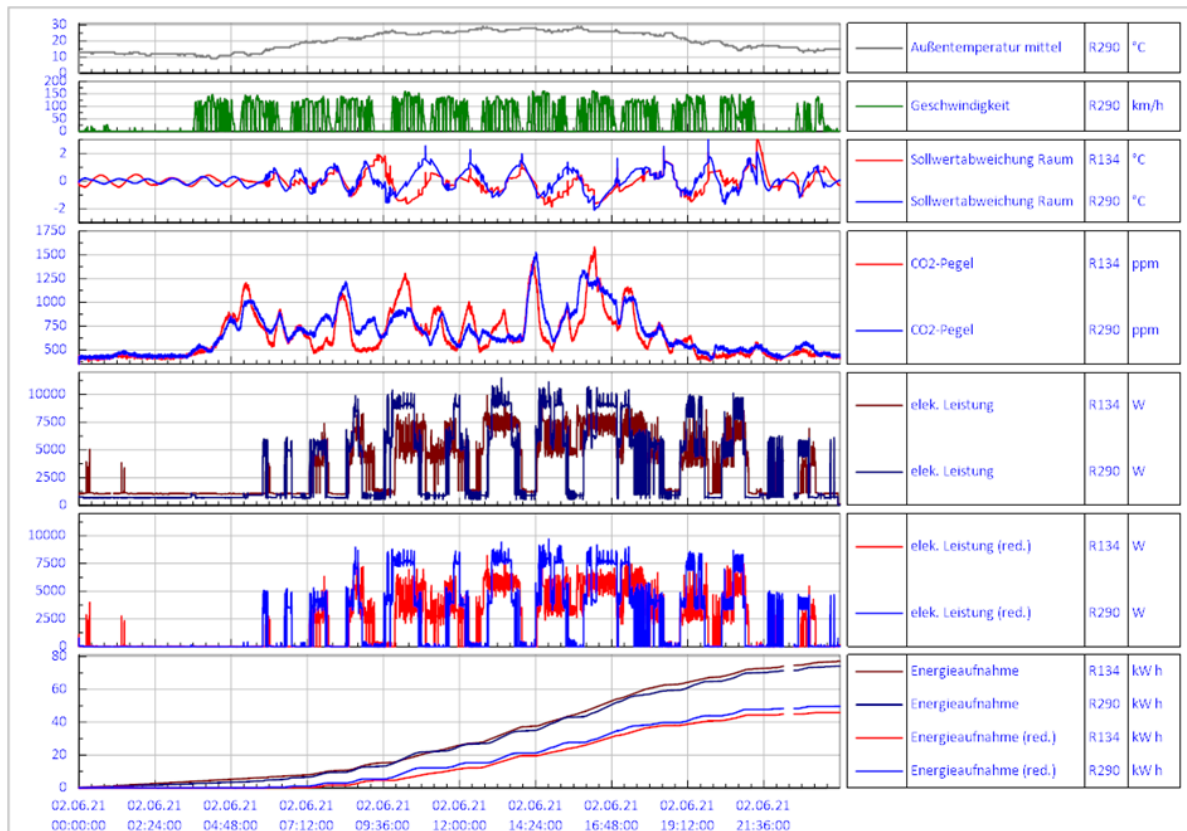 30
20
10
0
Außentemperatur mittel R290 °C
200
150
100
50
0
Geschwindigkeit R290 km/h
2
0
-2
Sollwertabweichung Raum R134 °C
Sollwertabweichung Raum R290 °C
1750
1500
1250
1000
750
500
CO2-Pegel R134 ppm
CO2-Pegel R290 ppm
10000
7500
5000
2500
0
elek. Leistung R134 W
elek. Leistung R290 W
10000
7500
5000
2500
0
elek. Leistung (red.) R134 W
elek. Leistung (red.) R290 W
80
60
40
20
0
Energieaufnahme R134 kWh
Energieaufnahme R290 kWh
Energieaufnahme (red.) R134 kWh
Energieaufnahme (red.) R290 kWh
02.06.21 02.06.21 02.06.21 02.06.21 02.06.21 02.06.21 02.06.21 02.06.21 02.06.21 02.06.21
00:00:00 02:24:00 04:48:00 07:12:00 09:36:00 12:00:00 14:24:00 16:48:00 19:12:00 21:36:00